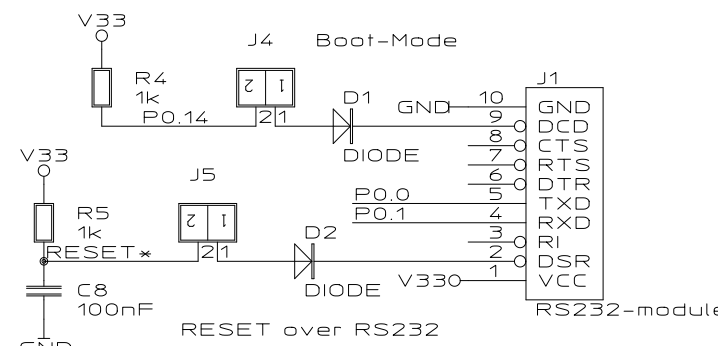 V33
J4 Boot-Mode
R4
1k
2 1
P0.14
2 1
D1
DIODE
J1
GND 10 GND
9 DCD
8 CTS
7 RTS
6 DTR
P0.0 5 TXD
P0.1 4 RXD
3 RI
2 DSR
V33 1 VCC
RS232-module
V33
J5
R5
1k
2 1
RESET*
2 1
D2
DIODE
C8
100nF
GND
RESET over RS232